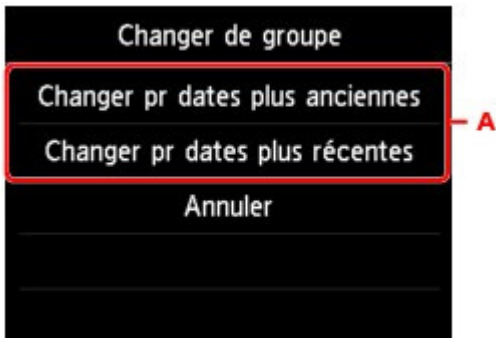 Changer de groupe
Changer pr dates plus anciennes
A
Changer pr dates plus récentes
Annuler